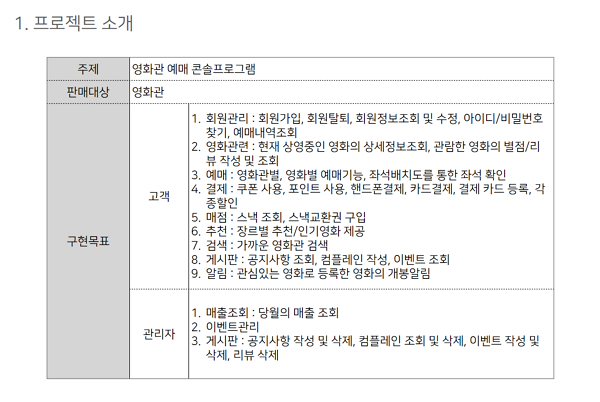 1. 프로젝트 소개
주제
영화관 예매 콘솔프로그램
판매대상
영화관
구현목표
고객
1. 회원관리 : 회원가입, 회원탈퇴, 회원정보조회 및 수정, 아이디/비밀번호
찾기, 예매내역조회
2. 영화관련 : 현재 상영중인 영화의 상세정보조회, 관람한 영화의 별점/리
뷰 작성 및 조회
3. 예매 : 영화관별, 영화별 예매기능, 좌석배치도를 통한 좌석 확인
4. 결제 : 쿠폰 사용, 포인트 사용, 핸드폰결제, 카드결제, 결제 카드 등록, 각
종할인
5. 매점 : 스낵 조회, 스낵교환권 구입
6. 추천 : 장르별 추천/인기영화 제공
7. 검색 : 가까운 영화관 검색
8. 게시판 : 공지사항 조회, 컴플레인 작성, 이벤트 조회
9. 알림 : 관심있는 영화로 등록한 영화의 개봉알림
관리자
1. 매출조회 : 당월의 매출 조회
2. 이벤트관리
3. 게시판 : 공지사항 작성 및 삭제, 컴플레인 조회 및 삭제, 이벤트 작성 및
삭제, 리뷰 삭제